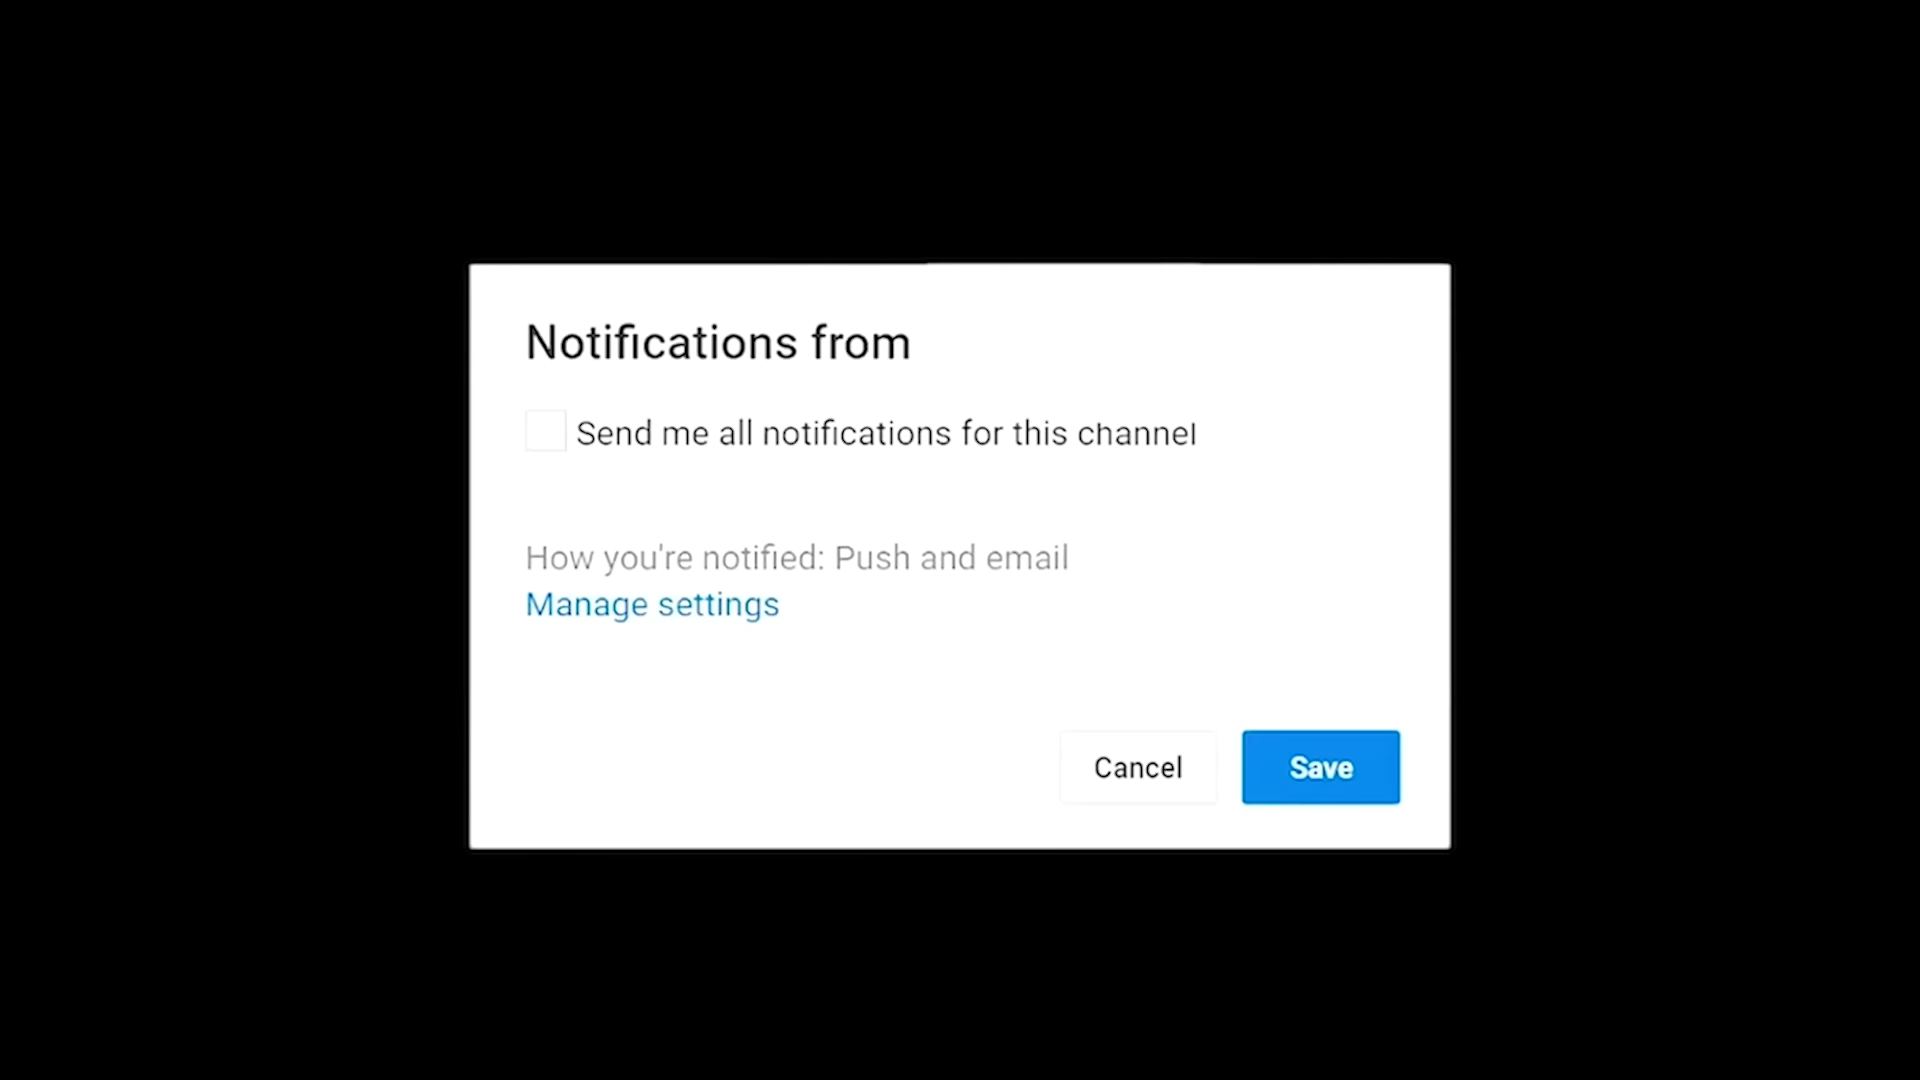 Notifications from
Send me all notifications for this channel
How you're notified: Push and email
Manage settings
Cancel
Save